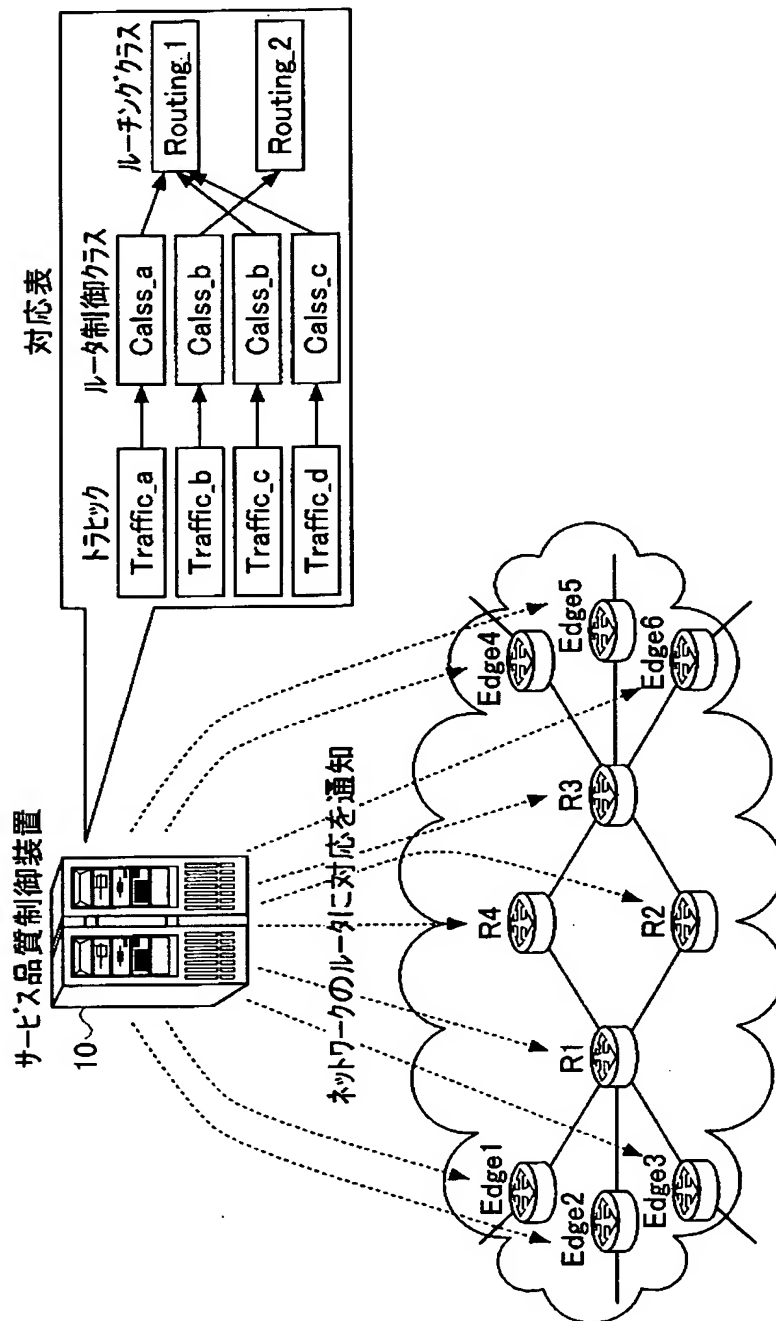 サービス品質制御装置
10
対応表
トラヒック
ルータ制御クラス
ルーチングクラス
Traffic_a
Calss_a
Routing_1
Traffic_b
Calss_b
Routing_2
Traffic_c
Calss_b
Traffic_d
Calss_c
ネットワークのルータに対応を通知
Edge1
Edge2
Edge3
R1
R4
R2
R3
Edge4
Edge5
Edge6